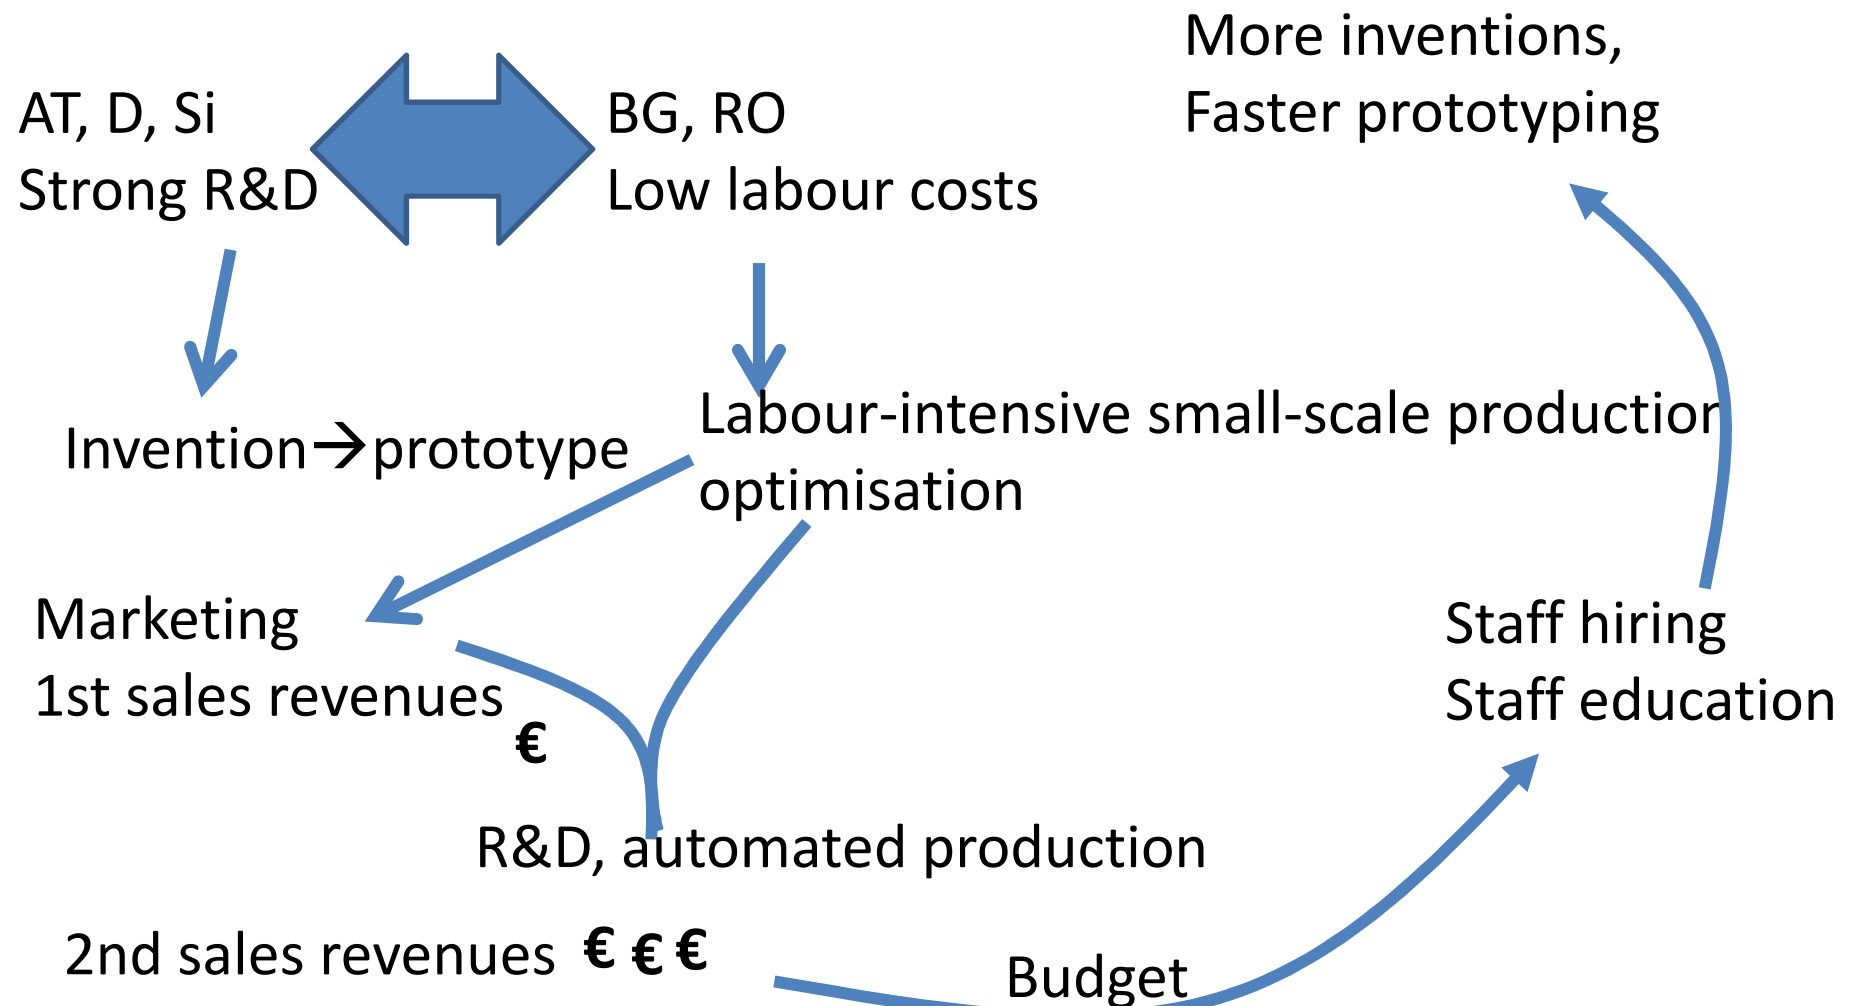 AT, D, Si
Strong R&D
BG, RO
Low labour costs
More inventions,
Faster prototyping
Invention→prototype
Labour-intensive small-scale production
optimisation
Marketing
1st sales revenues
€
Staff hiring
Staff education
R&D, automated production
2nd sales revenues € € €
Budget